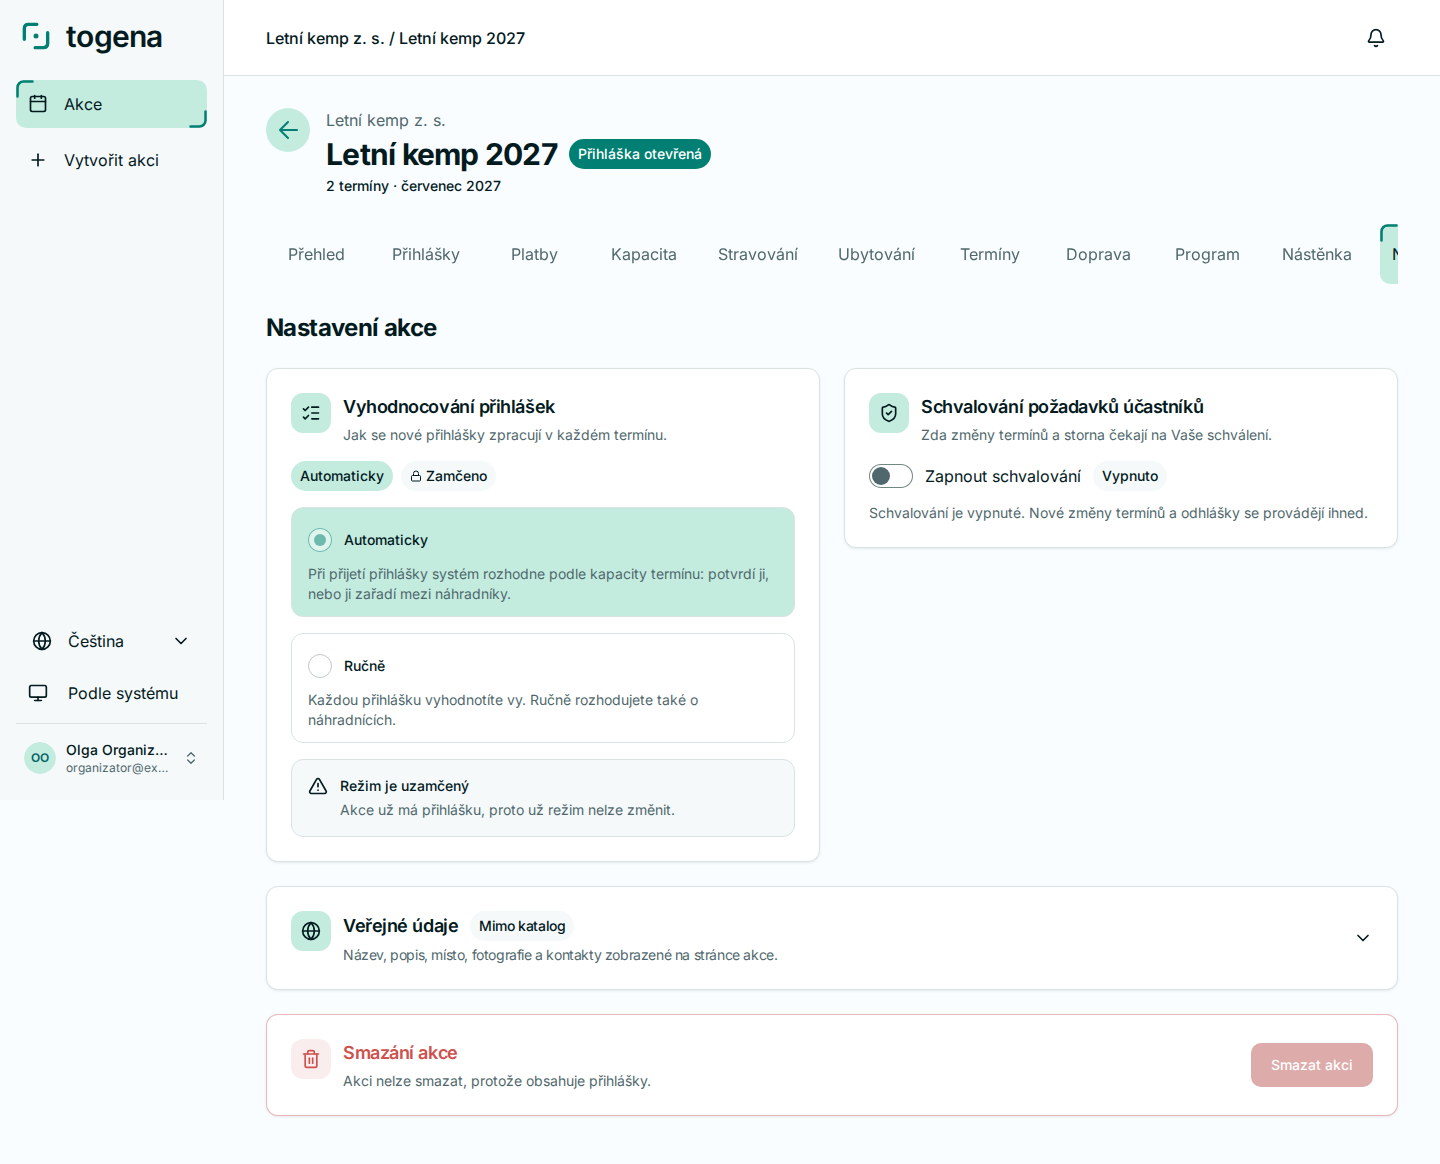 togena
Letní kemp z. s. / Letní kemp 2027
Akce
Vytvořit akci
Letní kemp z. s.
Letní kemp 2027
Přihláška otevřená
2 termíny · červenec 2027
Přehled
Přihlášky
Platby
Kapacita
Stravování
Ubytování
Termíny
Doprava
Program
Nástěnka
Nastavení akce
Vyhodnocování přihlášek
Jak se nové přihlášky zpracují v každém termínu.
Automaticky
Zamčeno
Automaticky
Při přijetí přihlášky systém rozhodne podle kapacity termínu: potvrdí ji,
nebo ji zařadí mezi náhradníky.
Ručně
Každou přihlášku vyhodnotíte vy. Ručně rozhodujete také o
náhradnících.
Režim je uzamčený
Akce už má přihlášku, proto už režim nelze změnit.
Schvalování požadavků účastníků
Zda změny termínů a storna čekají na Vaše schválení.
Zapnout schvalování
Vypnuto
Schvalování je vypnuté. Nové změny termínů a odhlášky se provádějí ihned.
Čeština
Podle systému
OO
Olga Organiz...
organizator@ex...
Veřejné údaje
Mimo katalog
Název, popis, místo, fotografie a kontakty zobrazené na stránce akce.
Smazání akce
Akci nelze smazat, protože obsahuje přihlášky.
Smazat akci